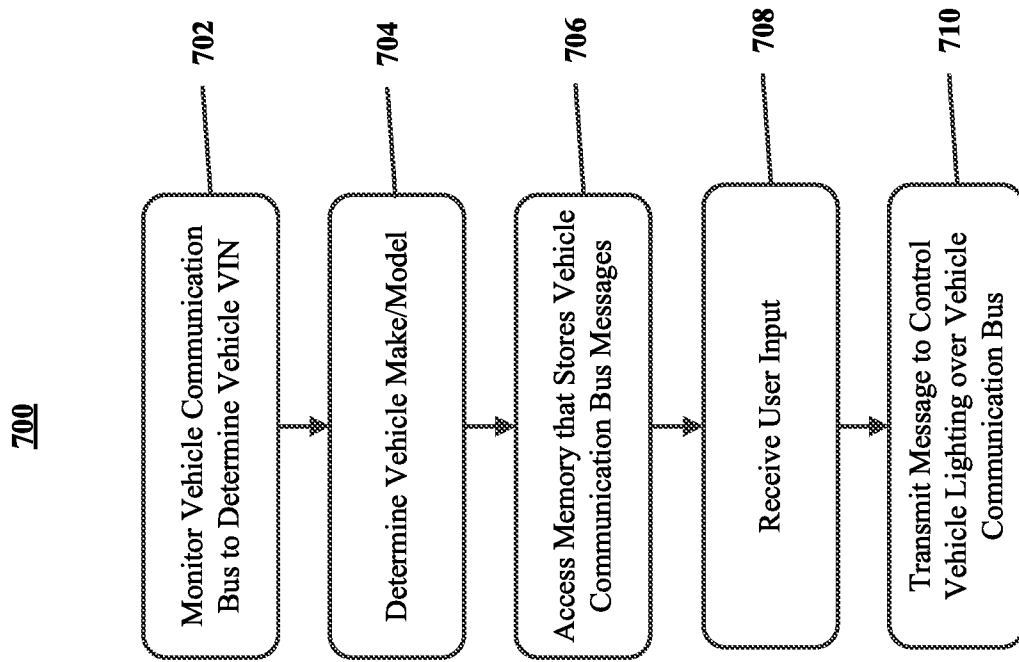 700
Monitor Vehicle Communication
Bus to Determine Vehicle VIN
702
Determine Vehicle Make/Model
704
Access Memory that Stores Vehicle
Communication Bus Messages
706
Receive User Input
708
Transmit Message to Control
Vehicle Lighting over Vehicle
Communication Bus
710